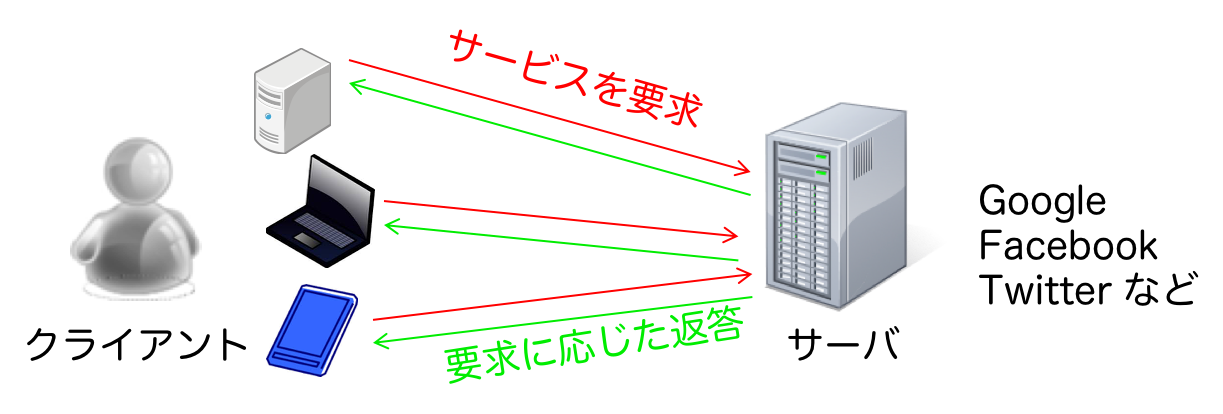 サービスを要求
クライアント
要求に応じた返答
サーバ
Google
Facebook
Twitter など